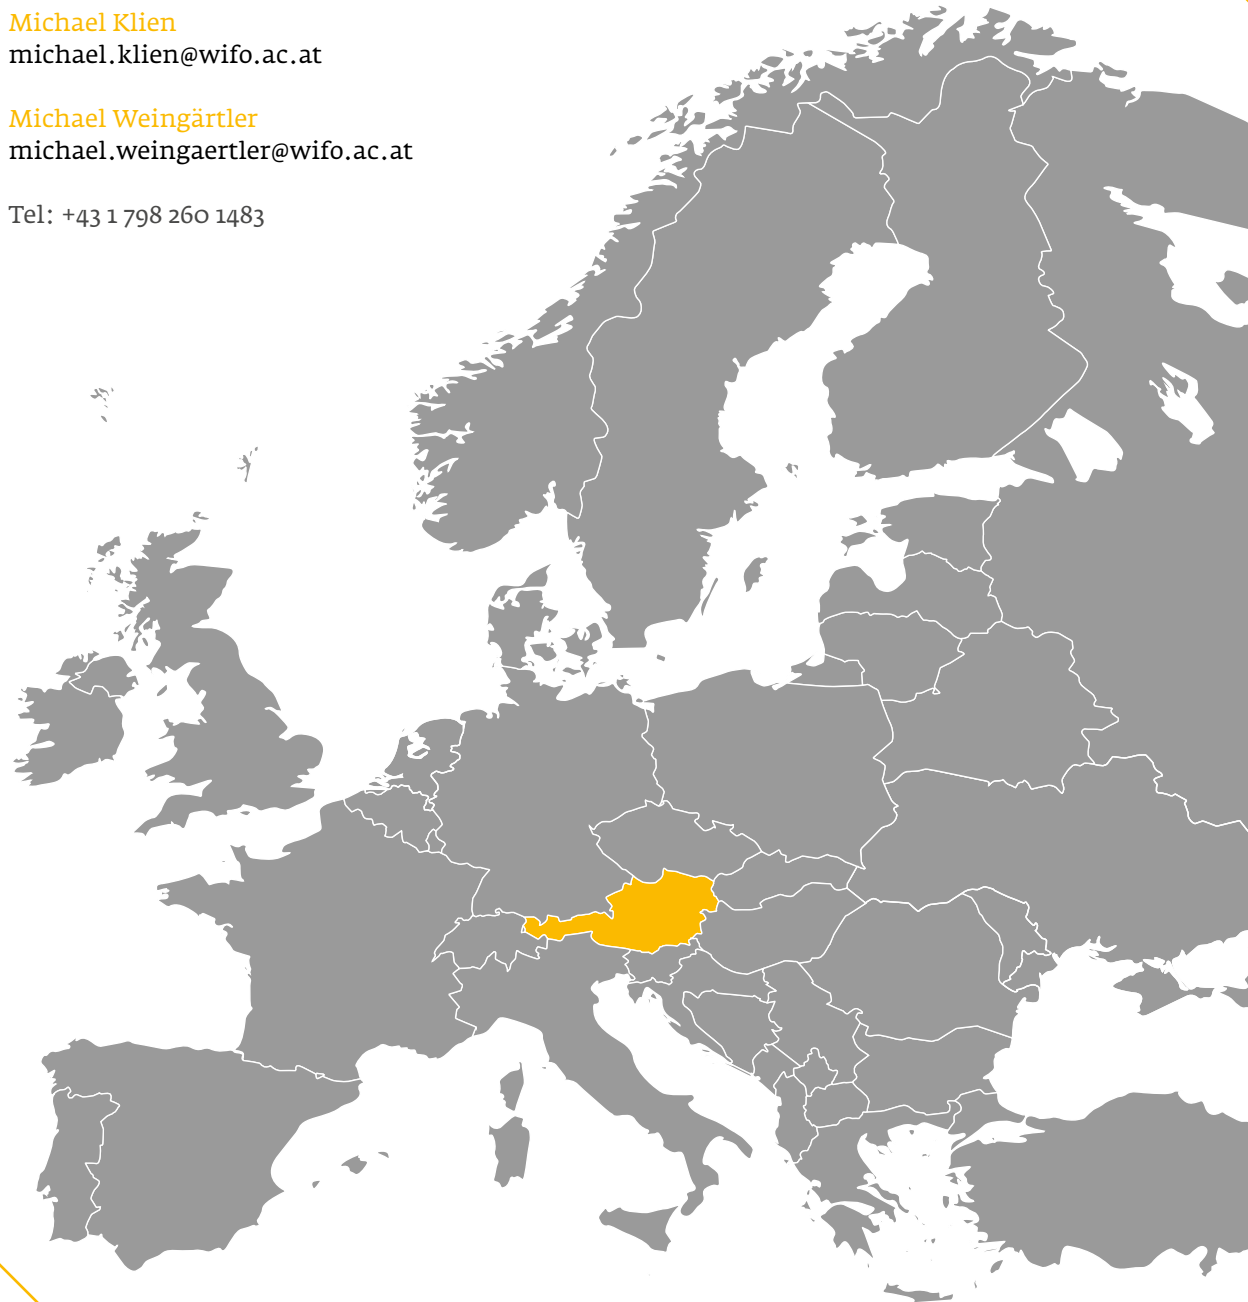 Michael Klien
michael.klien@wifo.ac.at
Michael Weingärtler
michael.weingaertler@wifo.ac.at
Tel: +43 1 798 260 1483